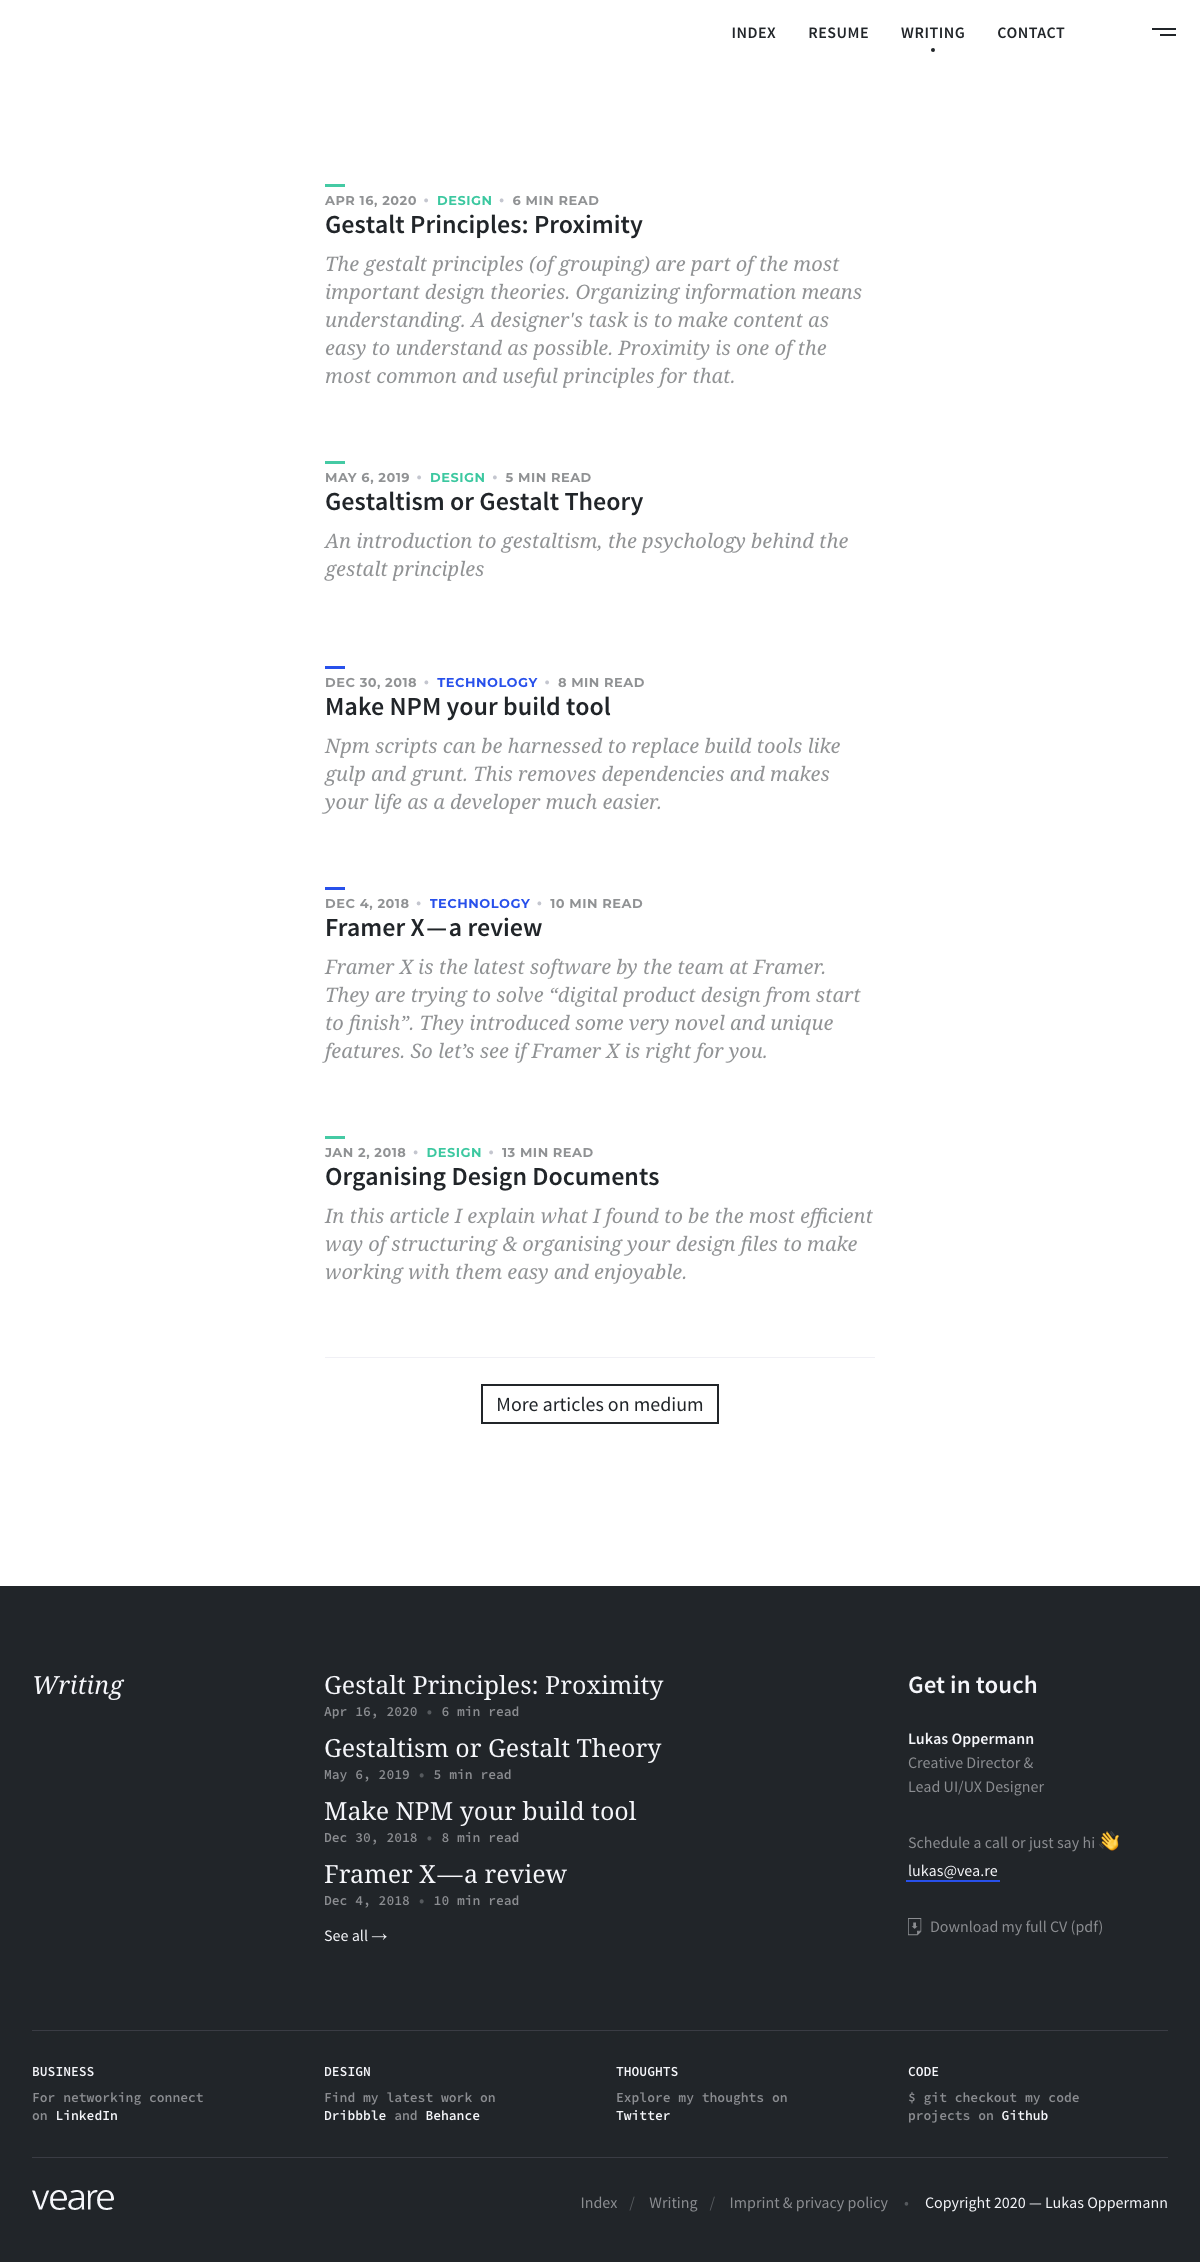 INDEX RESUME WRITING CONTACT
APR 16, 2020 • DESIGN • 6 MIN READ
Gestalt Principles: Proximity
The gestalt principles (of grouping) are part of the most
important design theories. Organizing information means
understanding. A designer's task is to make content as
easy to understand as possible. Proximity is one of the
most common and useful principles for that.
MAY 6, 2019 • DESIGN • 5 MIN READ
Gestaltism or Gestalt Theory
An introduction to gestaltism, the psychology behind the
gestalt principles
DEC 30, 2018 • TECHNOLOGY • 8 MIN READ
Make NPM your build tool
Npm scripts can be harnessed to replace build tools like
gulp and grunt. This removes dependencies and makes
your life as a developer much easier.
DEC 4, 2018 • TECHNOLOGY • 10 MIN READ
Framer X—a review
Framer X is the latest software by the team at Framer.
They are trying to solve “digital product design from start
to finish”. They introduced some very novel and unique
features. So let’s see if Framer X is right for you.
JAN 2, 2018 • DESIGN • 13 MIN READ
Organising Design Documents
In this article I explain what I found to be the most efficient
way of structuring & organising your design files to make
working with them easy and enjoyable.
More articles on medium
Writing
Gestalt Principles: Proximity
Apr 16, 2020 • 6 min read
Gestaltism or Gestalt Theory
May 6, 2019 • 5 min read
Make NPM your build tool
Dec 30, 2018 • 8 min read
Framer X—a review
Dec 4, 2018 • 10 min read
See all →
Get in touch
Lukas Oppermann
Creative Director &
Lead UI/UX Designer
Schedule a call or just say hi 👋
lukas@vea.re
Download my full CV (pdf)
BUSINESS
For networking connect
on LinkedIn
DESIGN
Find my latest work on
Dribbble and Behance
THOUGHTS
Explore my thoughts on
Twitter
CODE
$ git checkout my code
projects on Github
veare
Index / Writing / Imprint & privacy policy • Copyright 2020 — Lukas Oppermann